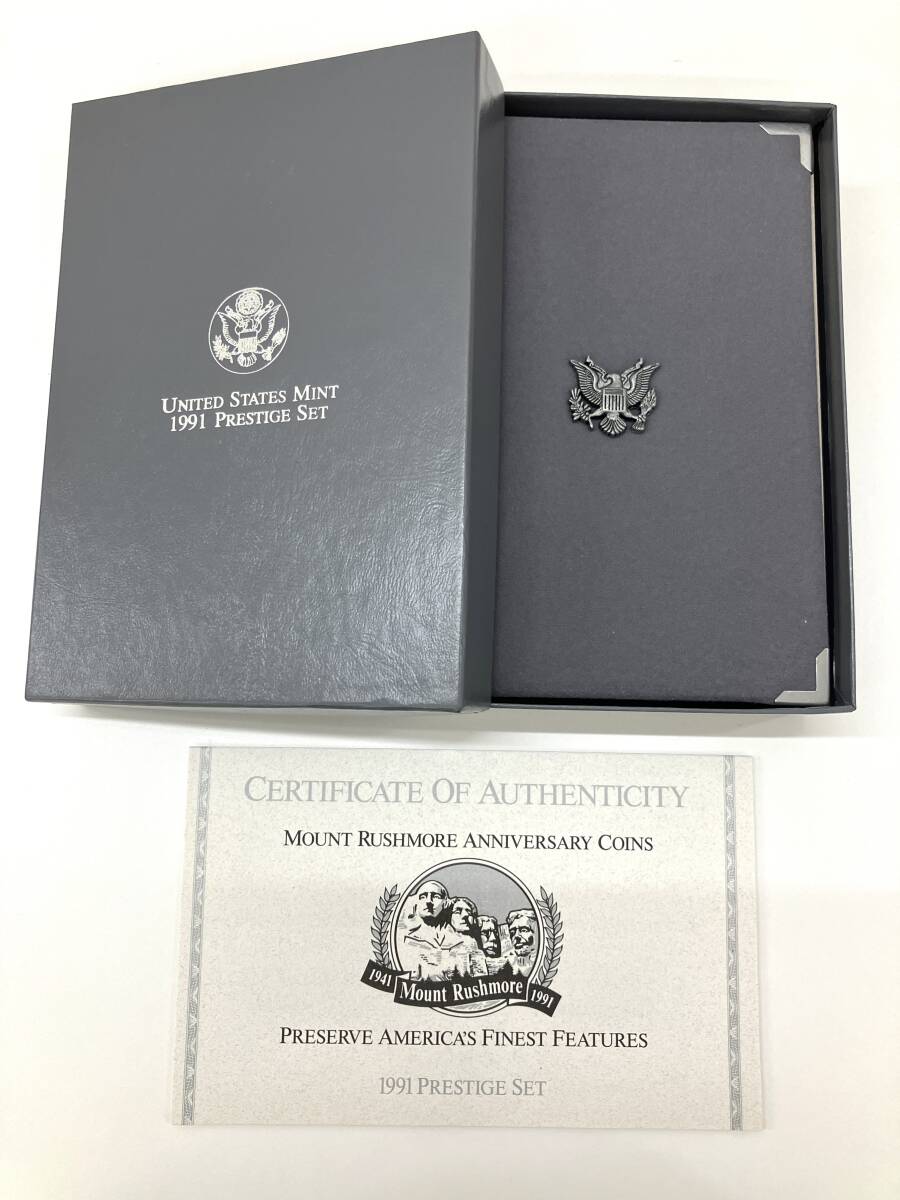 UNITED STATES MINT
1991 PRESTIGE SET
CERTIFICATE OF AUTHENTICITY
MOUNT RUSHMORE ANNIVERSARY COINS
1941 Mount Rushmore 1991
PRESERVE AMERICA'S FINEST FEATURES
1991 PRESTIGE SET